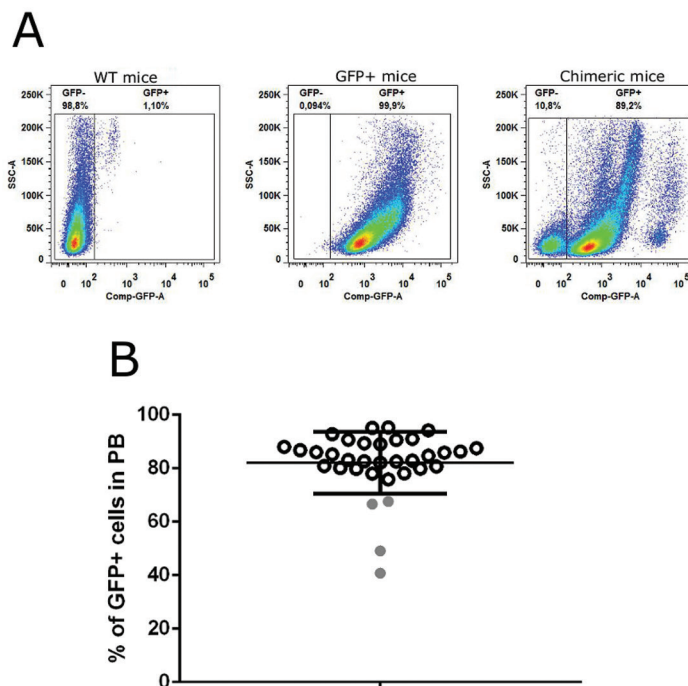 A
WT mice
GFP- GFP+
98,8% 1,10%
250K
200K
150K
100K
50K
0
SSC-A
0 10^2 10^3 10^4 10^5
Comp-GFP-A
GFP+ mice
GFP- GFP+
0,094% 99,9%
250K
200K
150K
100K
50K
0
SSC-A
0 10^2 10^3 10^4 10^5
Comp-GFP-A
Chimeric mice
GFP- GFP+
10,8% 89,2%
250K
200K
150K
100K
50K
0
SSC-A
0 10^2 10^3 10^4 10^5
Comp-GFP-A
B
% of GFP+ cells in PB
100
80
60
40
20
0